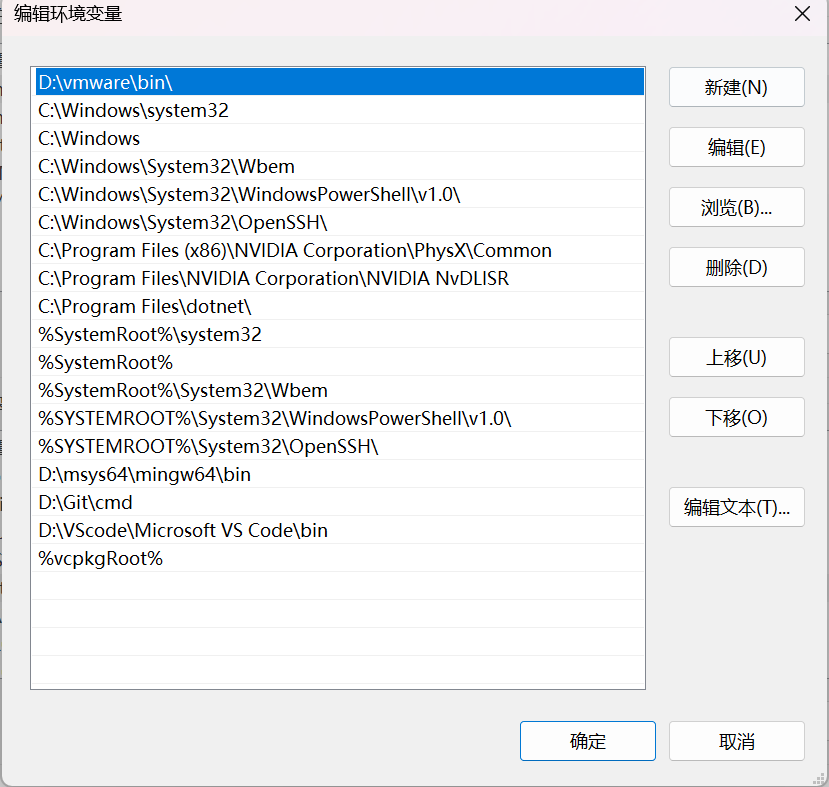 编辑环境变量
D:\vmware\bin\
C:\Windows\system32
C:\Windows
C:\Windows\System32\Wbem
C:\Windows\System32\WindowsPowerShell\v1.0\
C:\Windows\System32\OpenSSH\
C:\Program Files (x86)\NVIDIA Corporation\PhysX\Common
C:\Program Files\NVIDIA Corporation\NVIDIA NvDLISR
C:\Program Files\dotnet\
%SystemRoot%\system32
%SystemRoot%
%SystemRoot%\System32\Wbem
%SYSTEMROOT%\System32\WindowsPowerShell\v1.0\
%SYSTEMROOT%\System32\OpenSSH\
D:\msys64\mingw64\bin
D:\Git\cmd
D:\VScode\Microsoft VS Code\bin
%vcpkgRoot%
新建(N)
编辑(E)
浏览(B)...
删除(D)
上移(U)
下移(O)
编辑文本(T)...
确定
取消